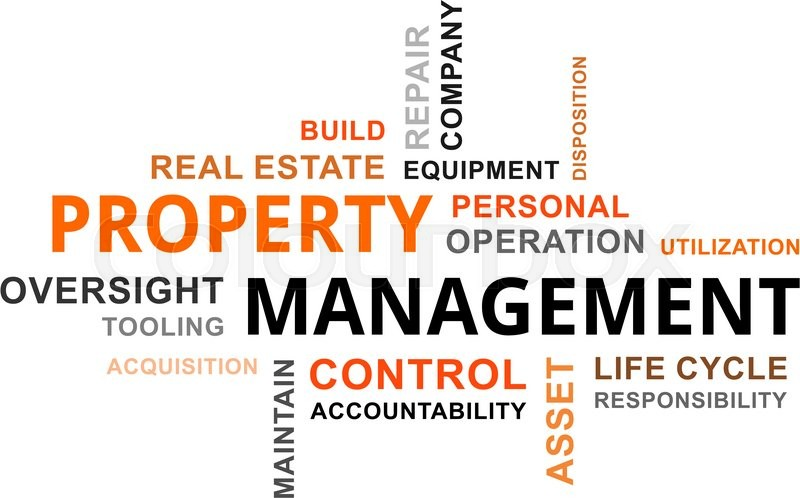 REPAIR
COMPANY
DISPOSITION
BUILD
REAL ESTATE
EQUIPMENT
PROPERTY
PERSONAL
OPERATION
UTILIZATION
colourbox
OVERSIGHT
MANAGEMENT
TOOLING
ACQUISITION
MAINTAIN
CONTROL
ACCOUNTABILITY
ASSET
LIFE CYCLE
RESPONSIBILITY